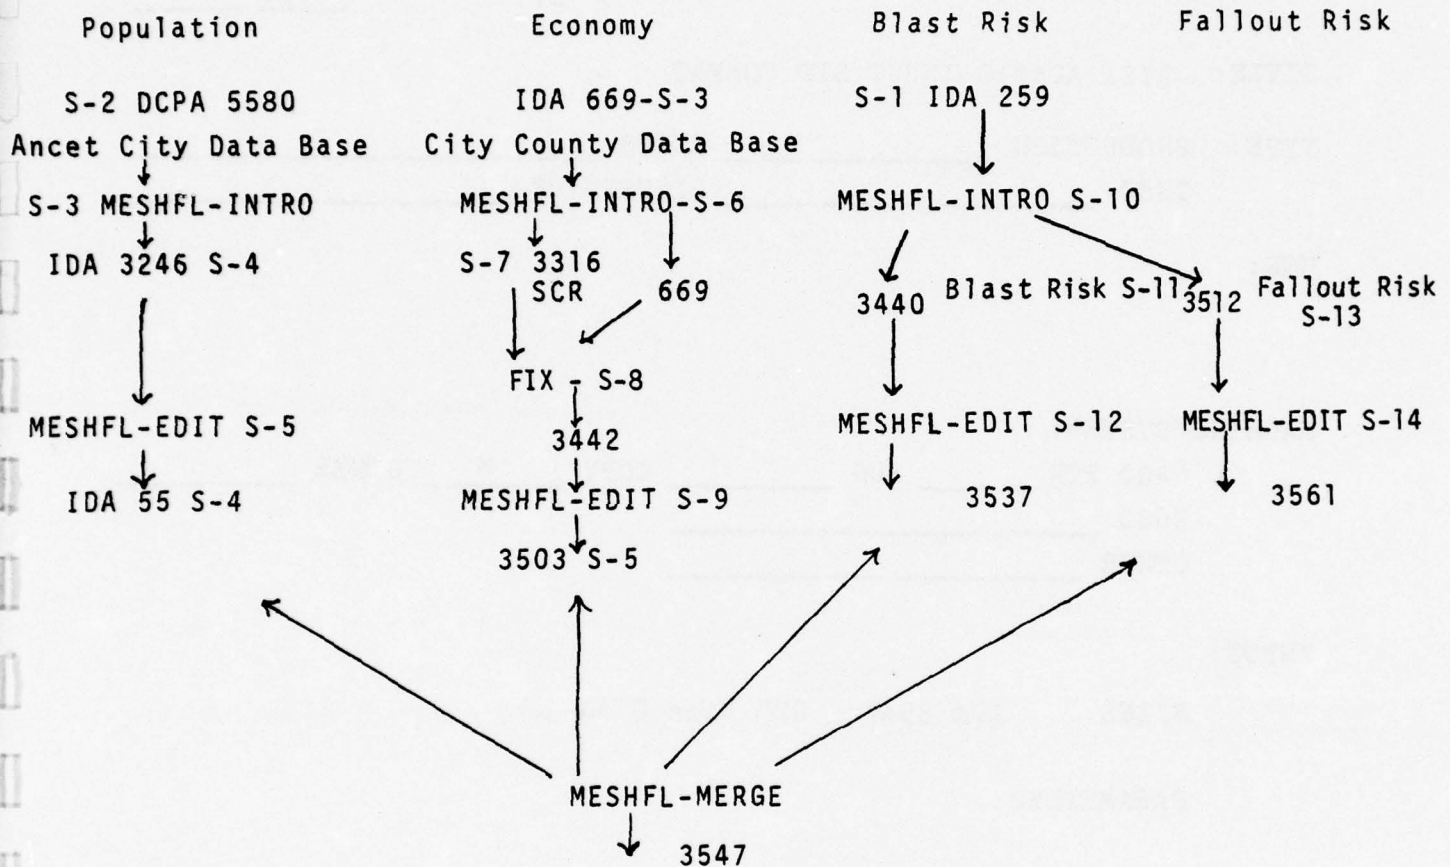 Population Economy Blast Risk Fallout Risk
S-2 DCPA 5580 IDA 669-S-3 S-1 IDA 259
Ancet City Data Base City County Data Base
S-3 MESHFL-INTRO MESHFL-INTRO-S-6 MESHFL-INTRO S-10
IDA 3246 S-4 S-7 3316
SCR 669 3440 Blast Risk S-11 3512 Fallout Risk
S-13
FIX - S-8
MESHFL-EDIT S-5 3442 MESHFL-EDIT S-12 MESHFL-EDIT S-14
IDA 55 S-4 MESHFL-EDIT S-9 3537 3561
3503 S-5
MESHFL-MERGE
3547